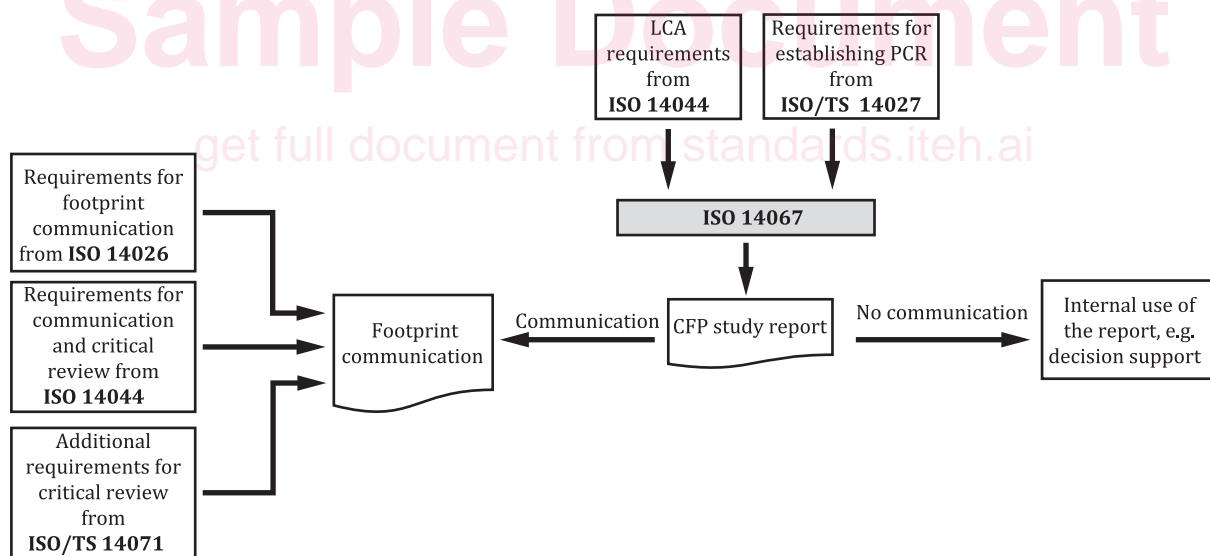 Sample Document
get full document from standards.iteh.ai
LCA
requirements
from
ISO 14044
Requirements for
establishing PCR
from
ISO/TS 14027
ISO 14067
Requirements for
footprint
communication
from ISO 14026
Requirements for
communication
and critical
review from
ISO 14044
Additional
requirements for
critical review
from
ISO/TS 14071
Footprint
communication
Communication
CFP study report
No communication
Internal use of
the report, e.g.
decision support